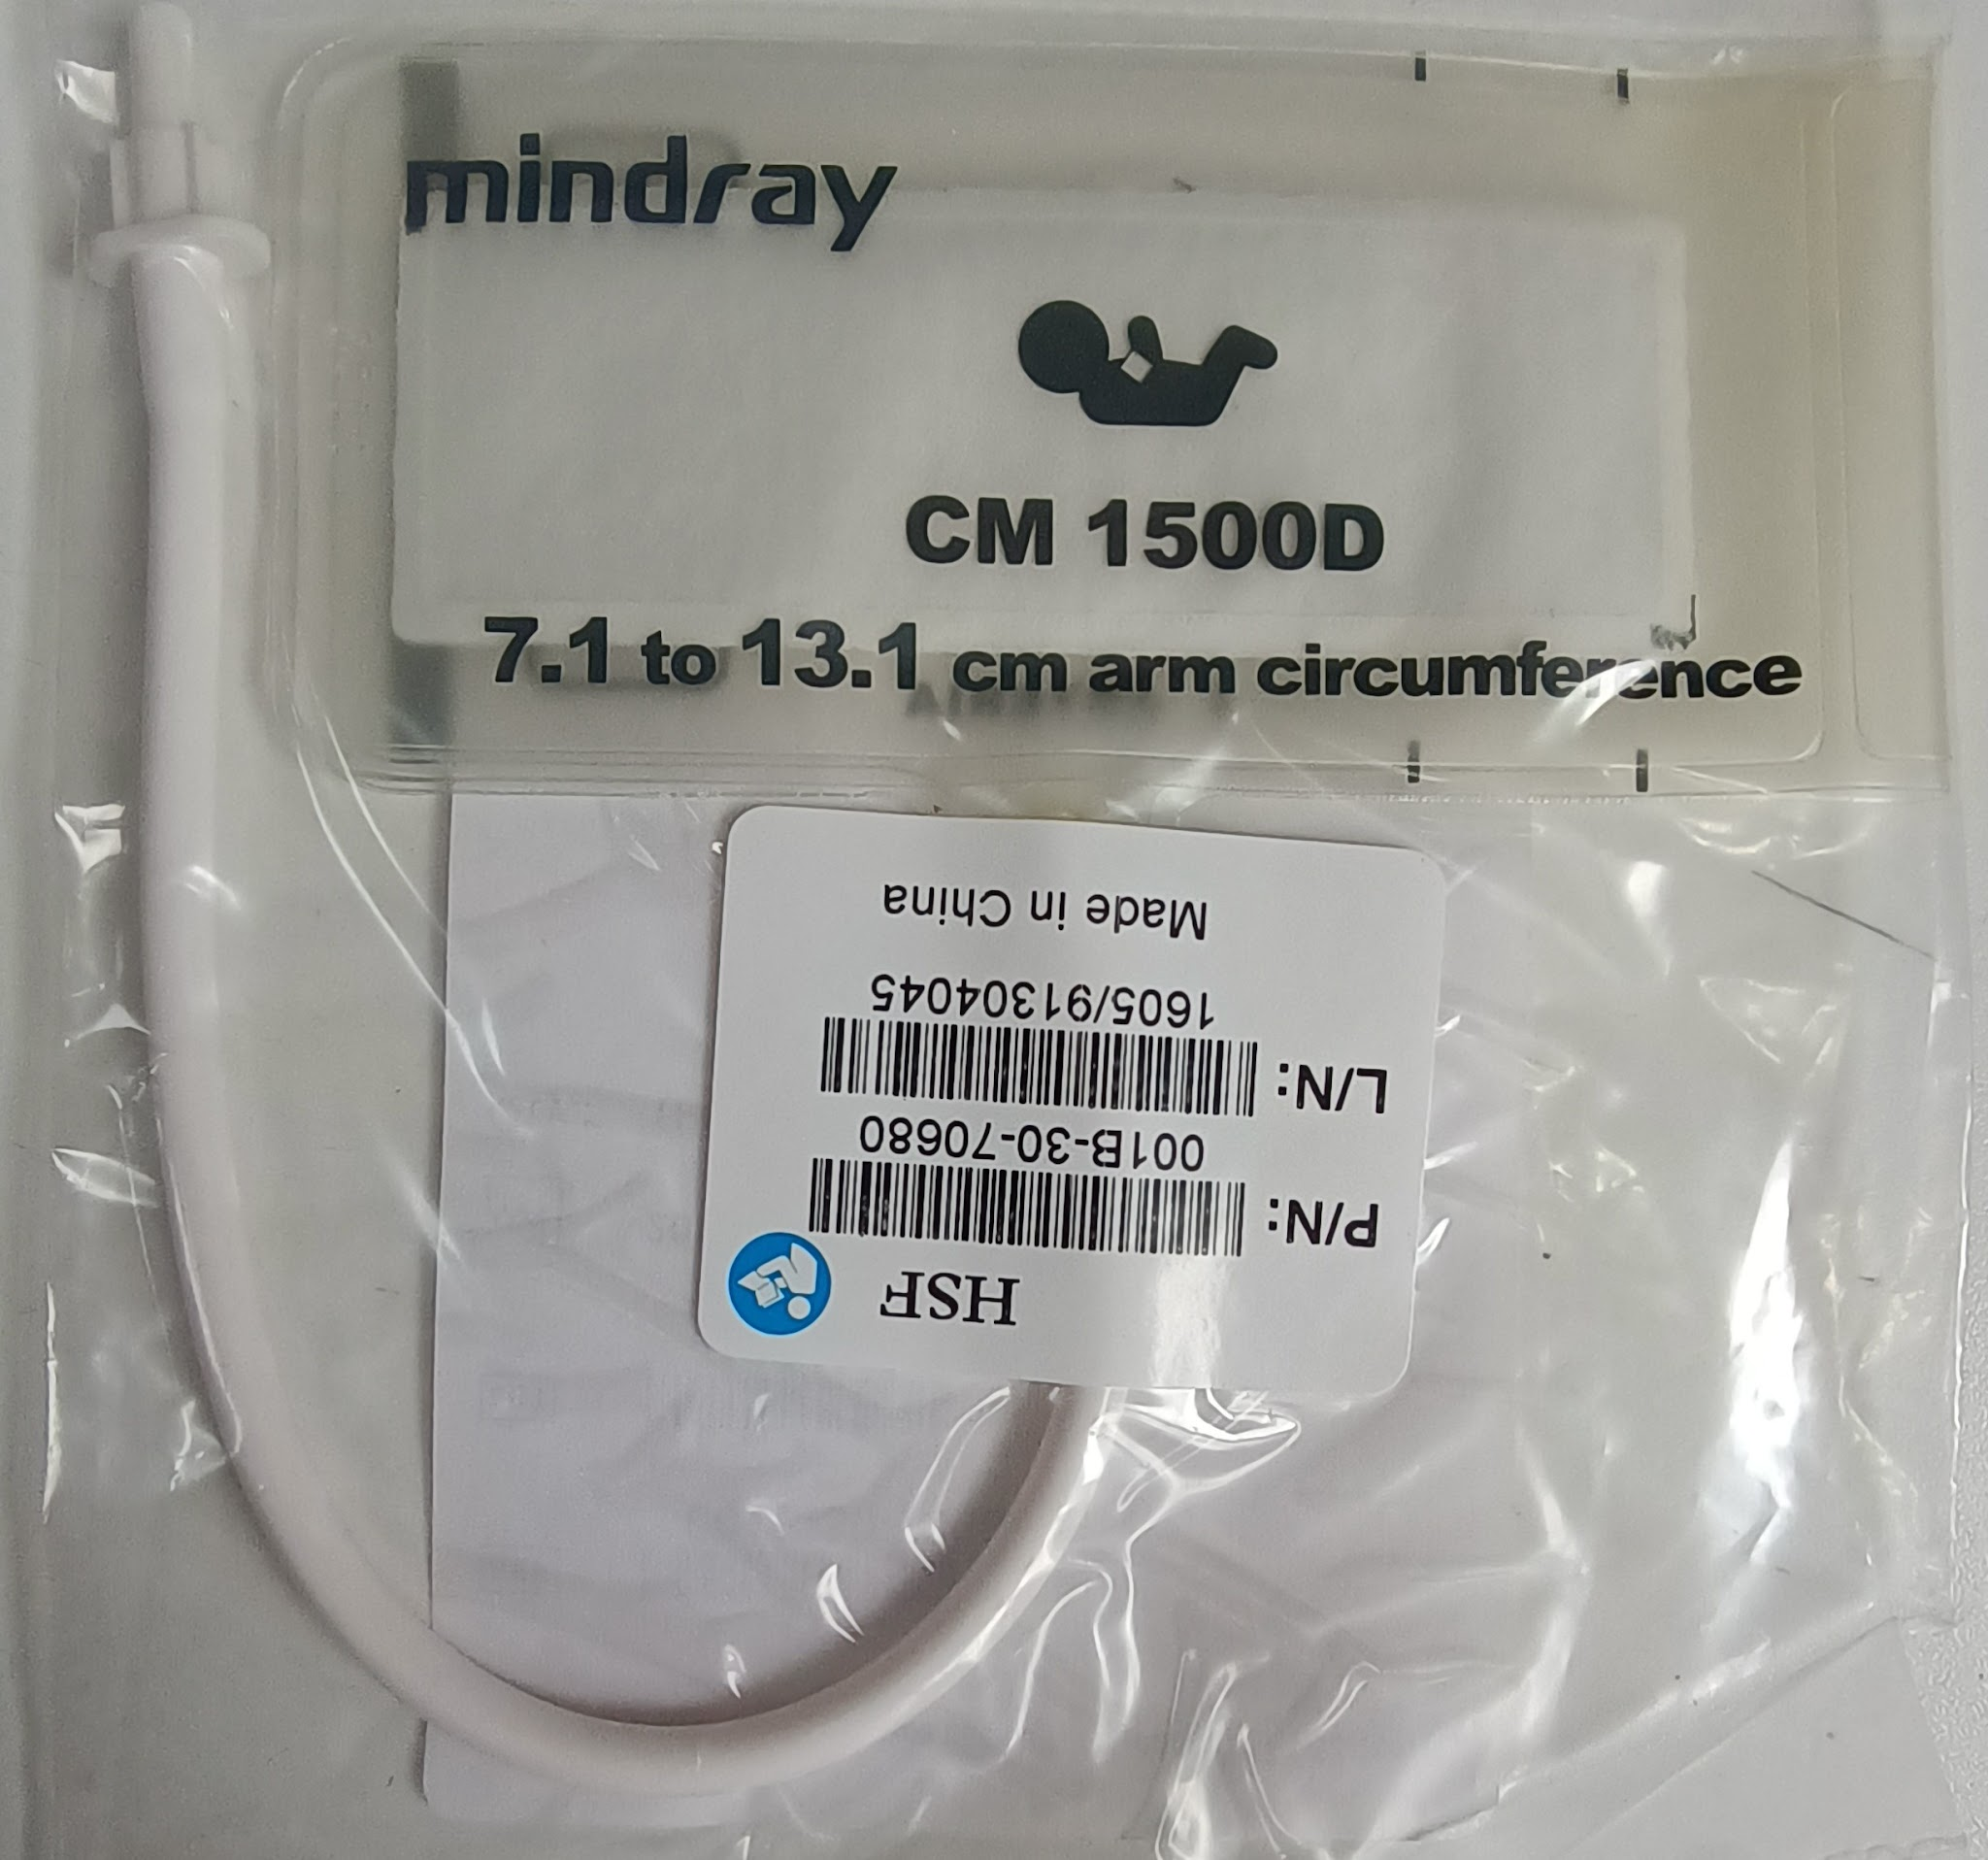 mindray
CM 1500D
7.1 to 13.1 cm arm circumference
HSF
P/N:
001B-30-70680
L/N:
1605/91304045
Made in China